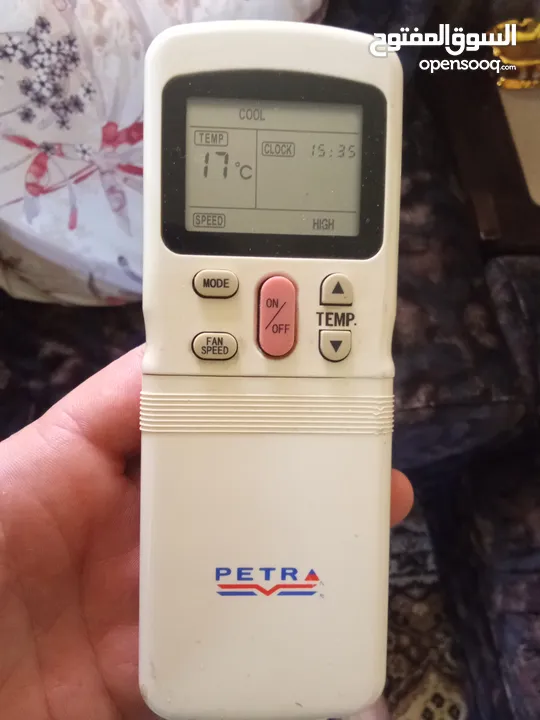 السوق المفتوح
opensooq.com
COOL
TEMP
CLOCK 15:35
17°C
SPEED HIGH
MODE
ON/OFF
TEMP.
FAN SPEED
PETRA